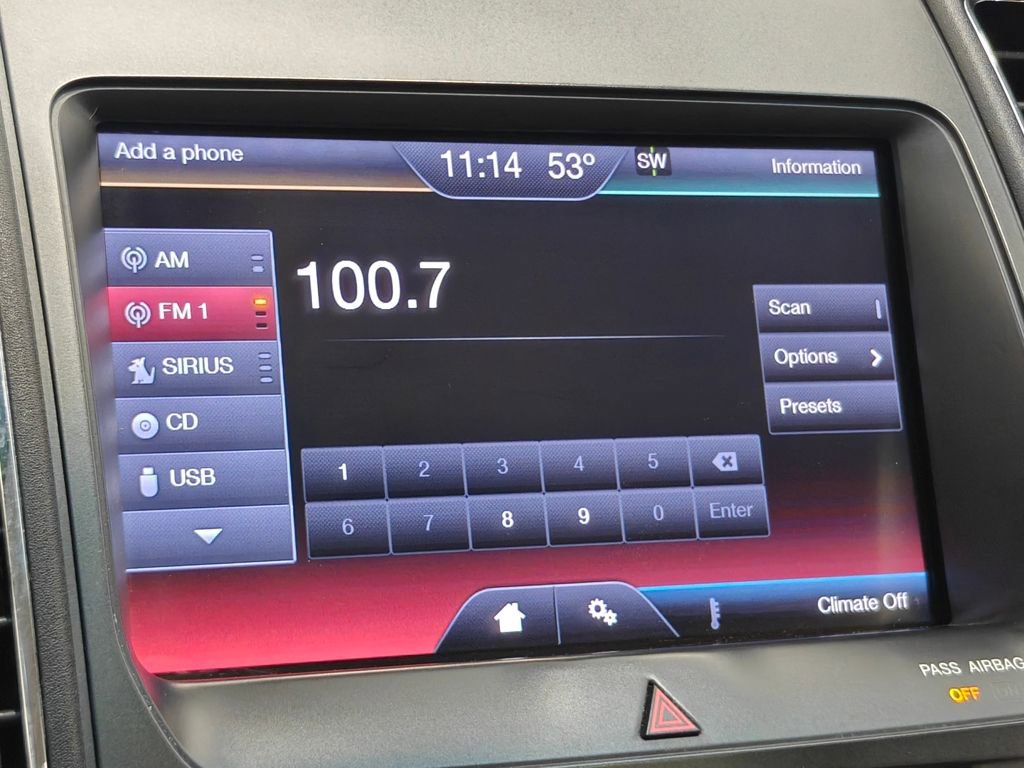 Add a phone
11:14 53°
SW
Information
AM
FM 1
SIRIUS
CD
USB
100.7
Scan
Options
Presets
1 2 3 4 5
6 7 8 9 0 Enter
Climate Off
PASS AIRBAG
OFF ON